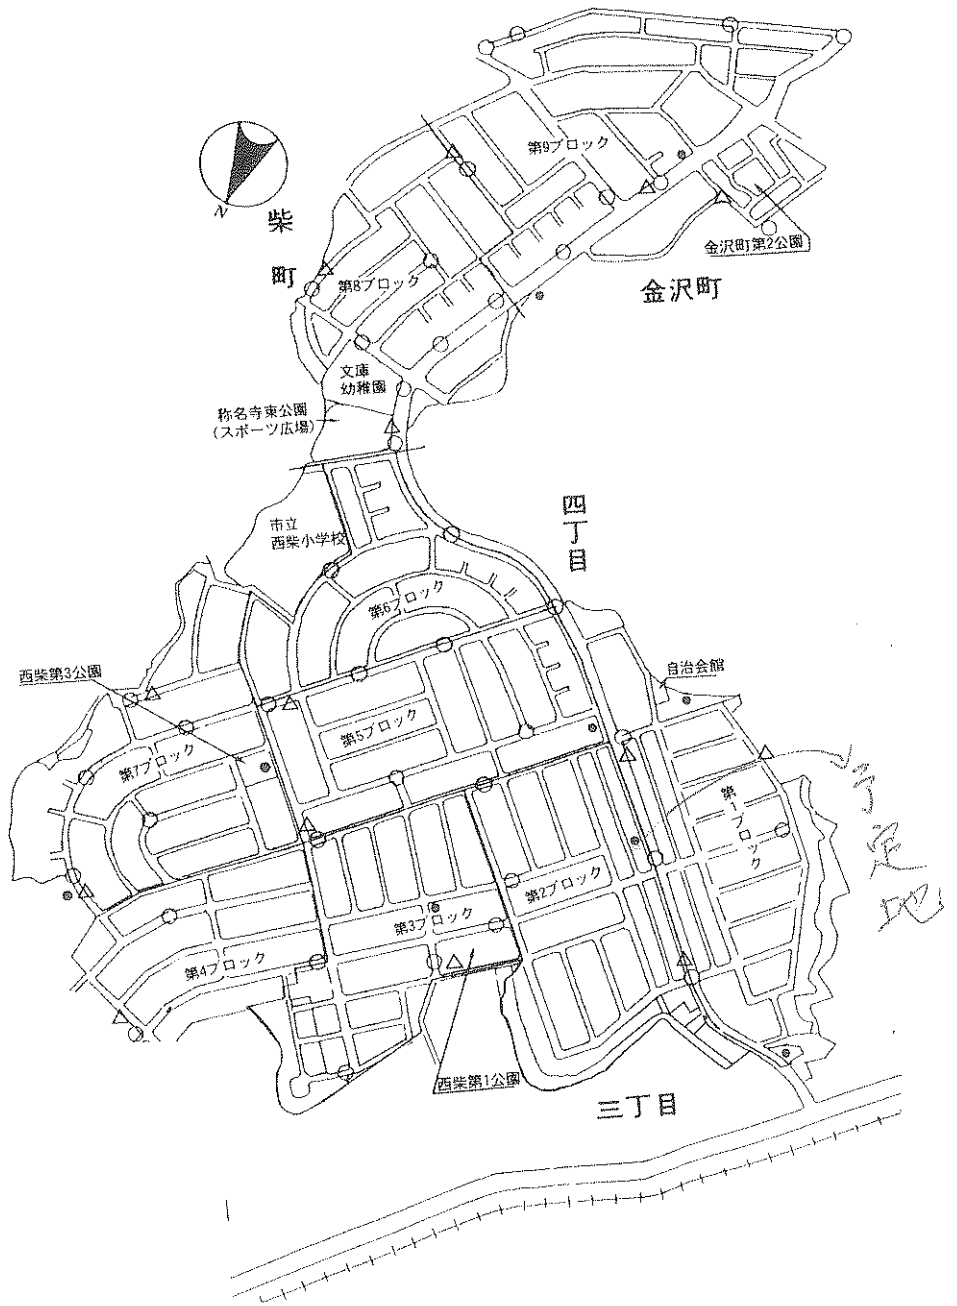 第9ブロック
N
柴
町
金沢町第2公園
金沢町
第8ブロック
文庫
幼稚園
称名寺東公園
(スポーツ広場)
四丁目
市立
西柴小学校
第6ブロック
西柴第3公園
自治会館
第5ブロック
第7ブロック
第1ブロック
予定地
第2ブロック
第3ブロック
第4ブロック
西柴第1公園
三丁目